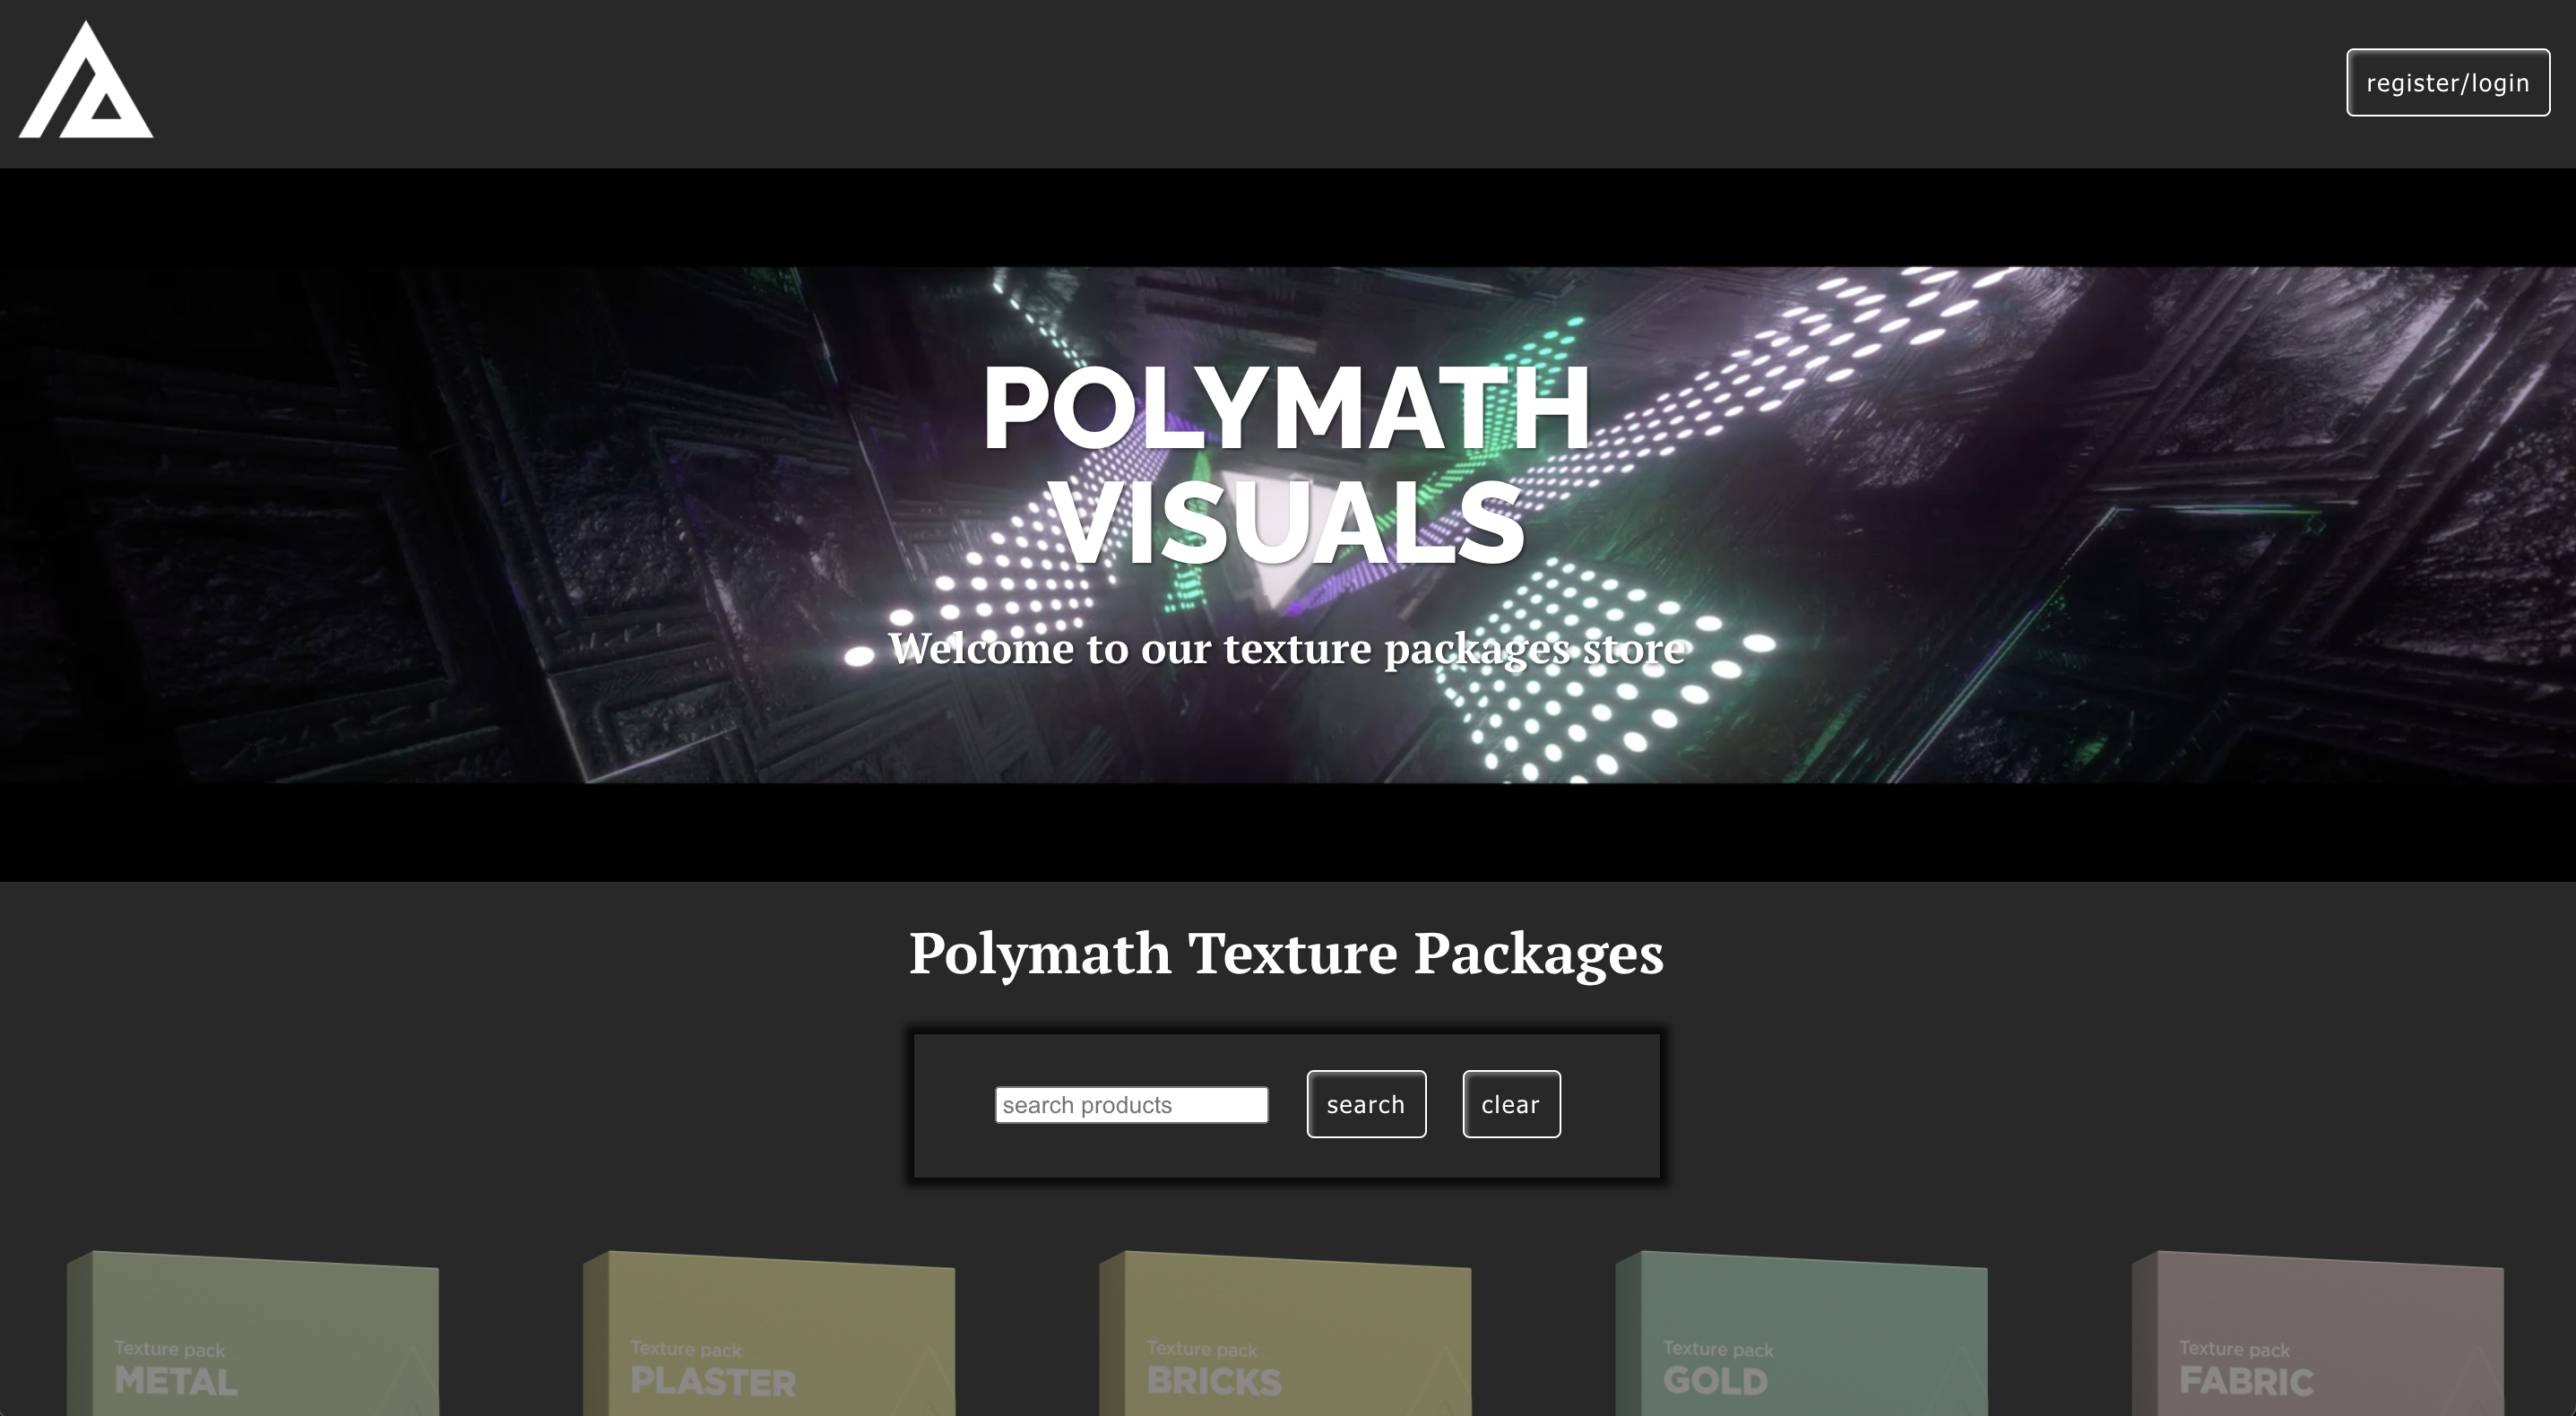 register/login
POLYMATH
VISUALS
Welcome to our texture packages store
Polymath Texture Packages
search products
search
clear
Texture pack
METAL
Texture pack
PLASTER
Texture pack
BRICKS
Texture pack
GOLD
Texture pack
FABRIC